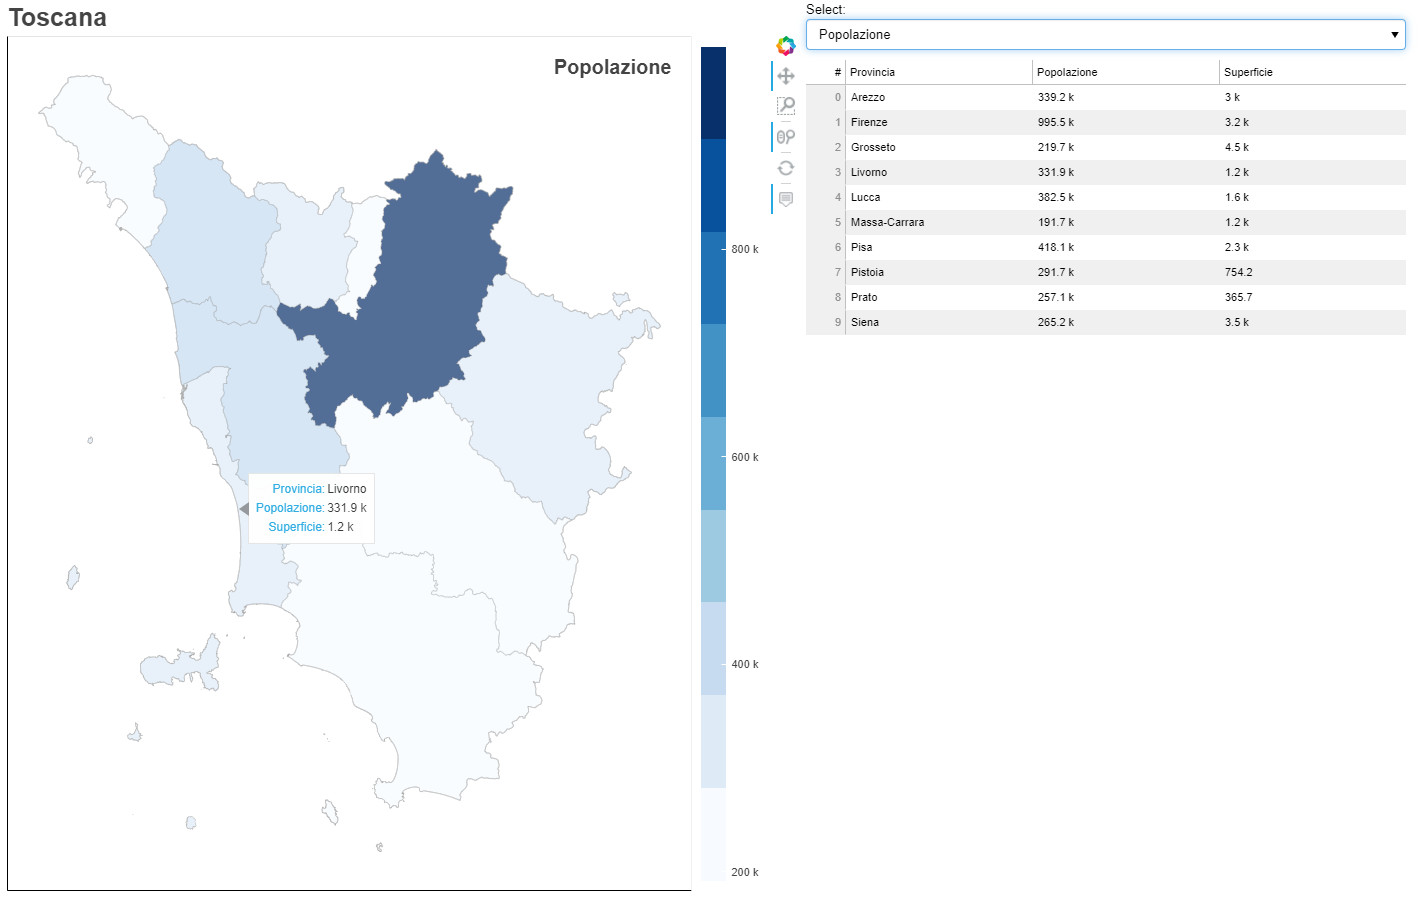 Toscana
Popolazione
800 k
600 k
400 k
200 k
Provincia: Livorno
Popolazione: 331.9 k
Superficie: 1.2 k
Select:
Popolazione
# Provincia Popolazione Superficie
0 Arezzo 339.2 k 3 k
1 Firenze 995.5 k 3.2 k
2 Grosseto 219.7 k 4.5 k
3 Livorno 331.9 k 1.2 k
4 Lucca 382.5 k 1.6 k
5 Massa-Carrara 191.7 k 1.2 k
6 Pisa 418.1 k 2.3 k
7 Pistoia 291.7 k 754.2
8 Prato 257.1 k 365.7
9 Siena 265.2 k 3.5 k